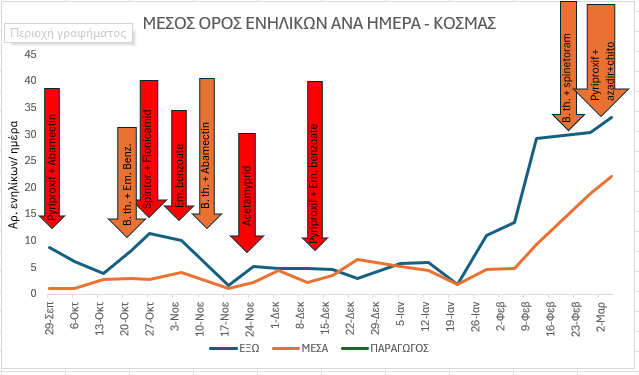 ΜΕΣΟΣ ΟΡΟΣ ΕΝΗΛΙΚΩΝ ΑΝΑ ΗΜΕΡΑ - ΚΟΣΜΑΣ
Περιοχή γραφήματος
Αρ. ενηλίκων/ ημέρα
45
40
35
30
25
20
15
10
5
0
Pyriproxif + Abamectin
B. th. + Em. Benz.
Spintor. + Flonicamid
Em. benzoate
B. th. + Abamectin
Acetamyprid
Pyriproxif + Em. benzoate
B. th. + spinetoram
Pyriproxif +
azadir+chito
29-Σεπ
6-Οκτ
13-Οκτ
20-Οκτ
27-Οκτ
3-Νοε
10-Νοε
17-Νοε
24-Νοε
1-Δεκ
8-Δεκ
15-Δεκ
22-Δεκ
29-Δεκ
5-Ιαν
12-Ιαν
19-Ιαν
26-Ιαν
2-Φεβ
9-Φεβ
16-Φεβ
23-Φεβ
2-Μαρ
ΕΞΩ
ΜΕΣΑ
ΠΑΡΑΓΩΓΟΣ